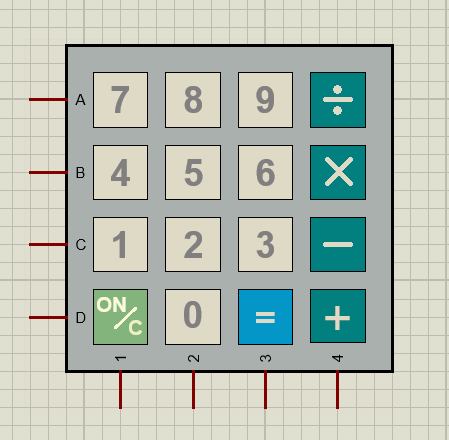 A 7 8 9 ÷
B 4 5 6 ×
C 1 2 3 −
D ON/C 0 = +
1 2 3 4